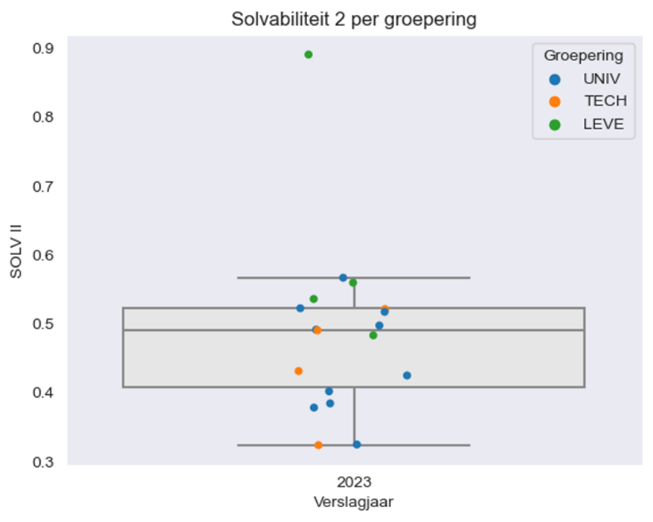 Solvabiliteit 2 per groepering
Groepering
UNIV
TECH
LEVE
SOLV II
0.9
0.8
0.7
0.6
0.5
0.4
0.3
2023
Verslagjaar